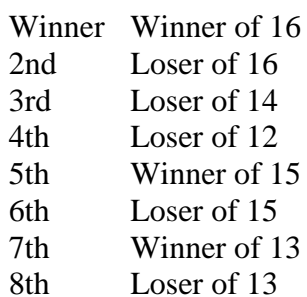 Winner Winner of 16
2nd Loser of 16
3rd Loser of 14
4th Loser of 12
5th Winner of 15
6th Loser of 15
7th Winner of 13
8th Loser of 13